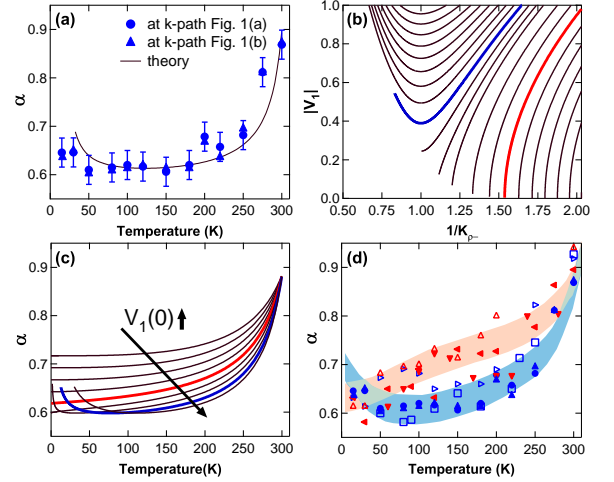 (a)
at k-path Fig. 1(a)
at k-path Fig. 1(b)
theory
0.9
0.8
0.7
0.6
α
0 50 100 150 200 250 300
Temperature (K)
(b)
1.0
0.8
0.6
0.4
0.2
0.0
|V1|
0.50 0.75 1.00 1.25 1.50 1.75 2.00
1/Kρ−
(c)
V1(0)
0.9
0.8
0.7
0.6
α
0 50 100 150 200 250 300
Temperature(K)
(d)
0.9
0.8
0.7
0.6
α
0 50 100 150 200 250 300
Temperature(K)